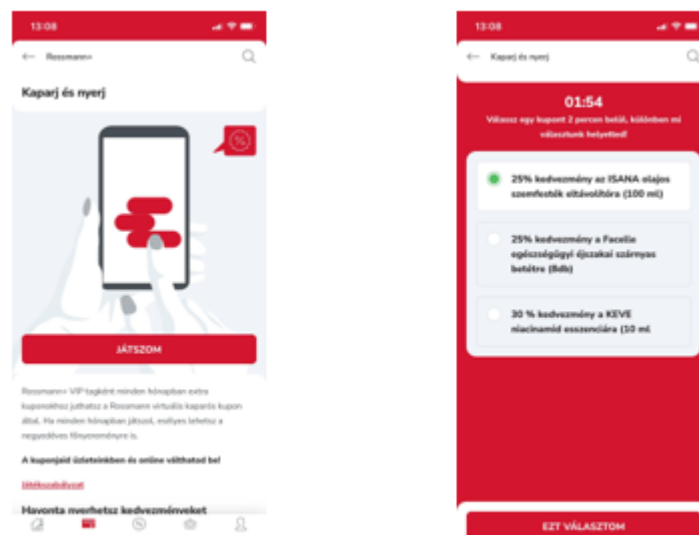 13:08
Rossmann+
Kaparj és nyerj
%
JÁTSZOM
Rossmann+ VIP tagként minden hónapban extra
kuponokhoz juthatsz a Rossmann virtuális kaparós kupon
által. Ha minden hónapban játszol, esélyes lehetsz a
negyedéves főnyereményre is.
A kuponjaid üzleteinkben és online válthatod be!
Játékszabályzat
Havonta nyerhetsz kedvezményeket
13:08
Kaparj és nyerj
01:54
Válassz egy kupont 2 percen belül, különben mi
választunk helyetted!
25% kedvezmény az ISANA olajos
szemfesték eltávolítóra (100 ml)
25% kedvezmény a Facelle
egészségügyi éjszakai szárnyas
betétre (8db)
30 % kedvezmény a KEVE
niacinamid esszenciára (10 ml
EZT VÁLASZTOM